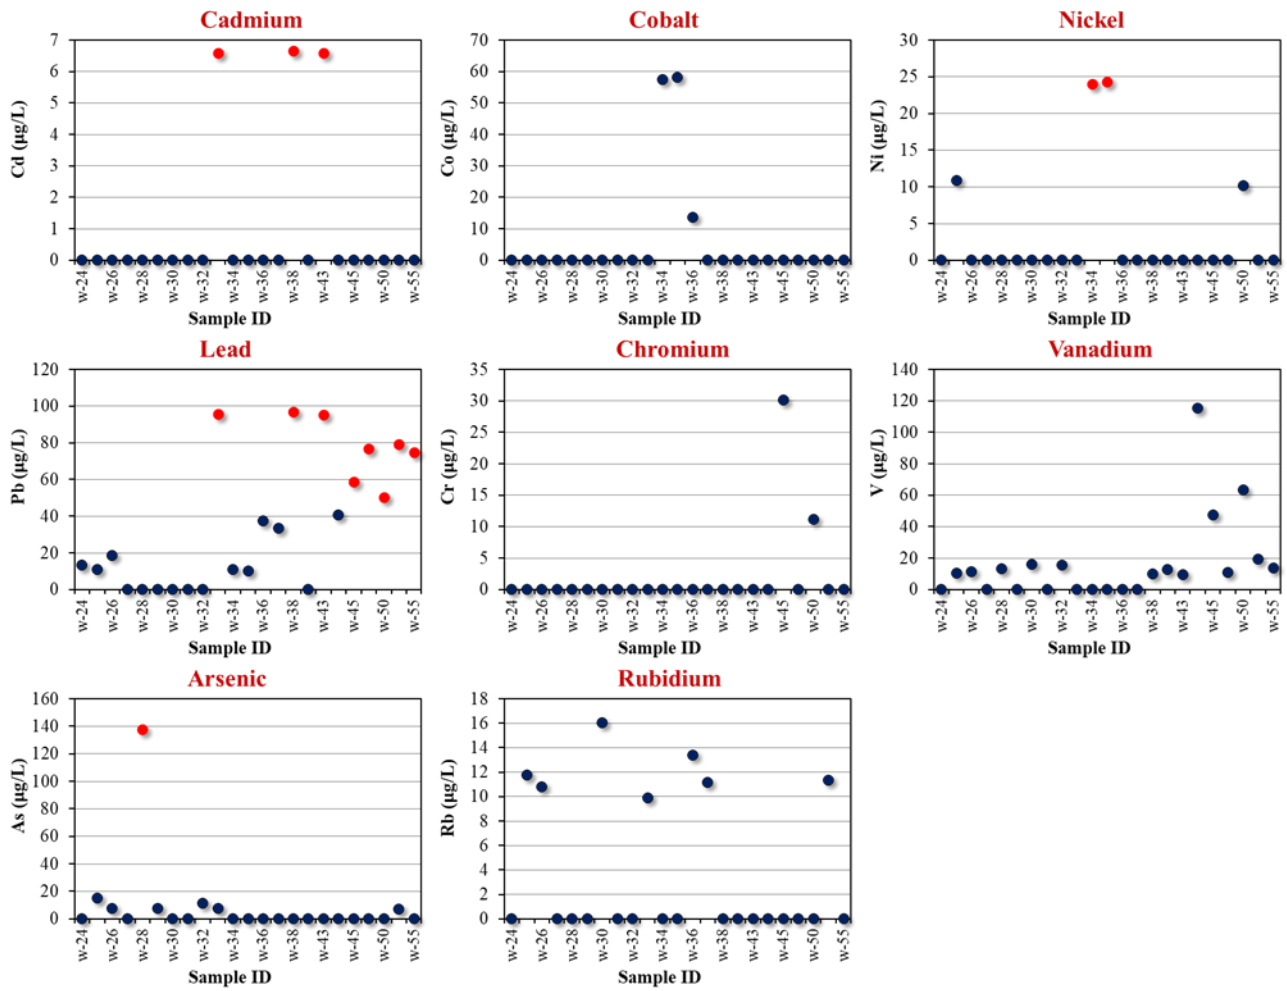 Cadmium
Cd (µg/L)
7
6
5
4
3
2
1
0
w-24
w-26
w-28
w-30
w-32
w-34
w-36
w-38
w-43
w-45
w-50
w-55
Sample ID
Cobalt
Co (µg/L)
70
60
50
40
30
20
10
0
w-24
w-26
w-28
w-30
w-32
w-34
w-36
w-38
w-43
w-45
w-50
w-55
Sample ID
Nickel
Ni (µg/L)
30
25
20
15
10
5
0
w-24
w-26
w-28
w-30
w-32
w-34
w-36
w-38
w-43
w-45
w-50
w-55
Sample ID
Lead
Pb (µg/L)
120
100
80
60
40
20
0
w-24
w-26
w-28
w-30
w-32
w-34
w-36
w-38
w-43
w-45
w-50
w-55
Sample ID
Chromium
Cr (µg/L)
35
30
25
20
15
10
5
0
w-24
w-26
w-28
w-30
w-32
w-34
w-36
w-38
w-43
w-45
w-50
w-55
Sample ID
Vanadium
V (µg/L)
140
120
100
80
60
40
20
0
w-24
w-26
w-28
w-30
w-32
w-34
w-36
w-38
w-43
w-45
w-50
w-55
Sample ID
Arsenic
As (µg/L)
160
140
120
100
80
60
40
20
0
w-24
w-26
w-28
w-30
w-32
w-34
w-36
w-38
w-43
w-45
w-50
w-55
Sample ID
Rubidium
Rb (µg/L)
18
16
14
12
10
8
6
4
2
0
w-24
w-26
w-28
w-30
w-32
w-34
w-36
w-38
w-43
w-45
w-50
w-55
Sample ID